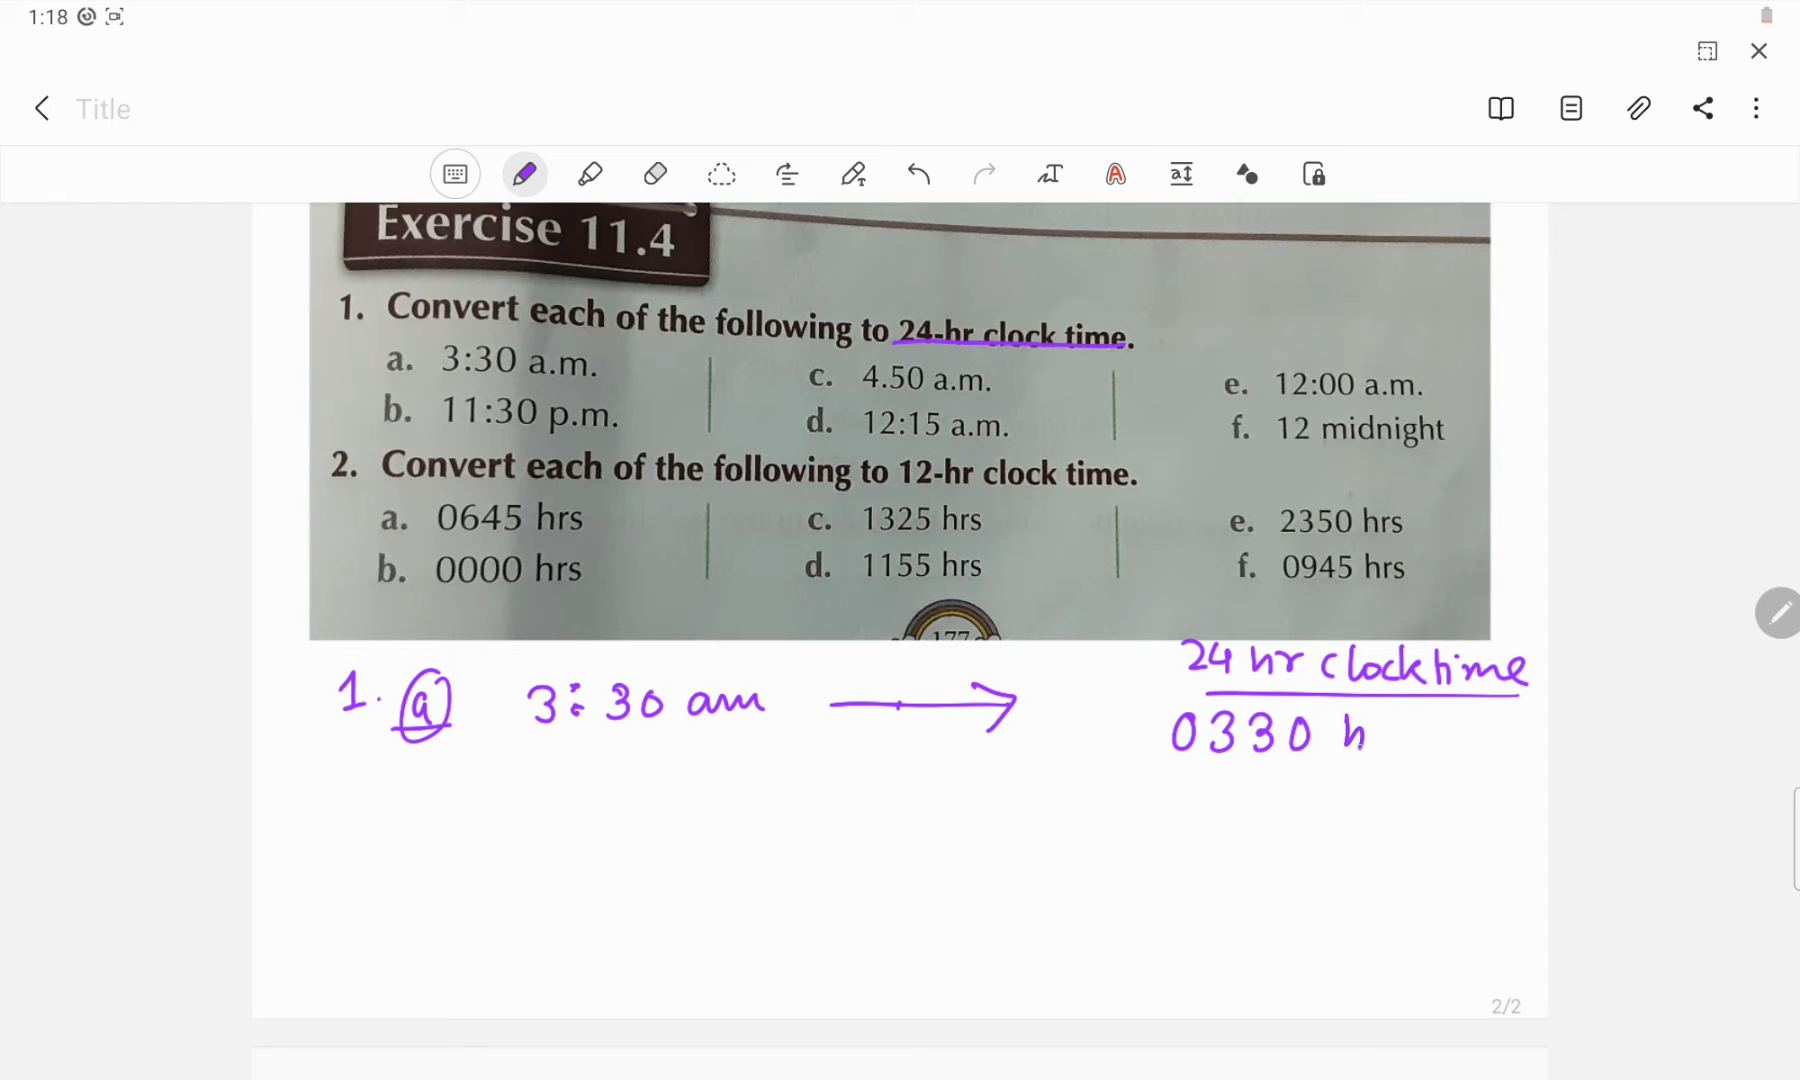 1:18
Title
Exercise 11.4
1. Convert each of the following to 24-hr clock time.
a. 3:30 a.m. c. 4.50 a.m. e. 12:00 a.m.
b. 11:30 p.m. d. 12:15 a.m. f. 12 midnight
2. Convert each of the following to 12-hr clock time.
a. 0645 hrs c. 1325 hrs e. 2350 hrs
b. 0000 hrs d. 1155 hrs f. 0945 hrs
177
24 hr clock time
1. a 3:30 am
0330 h
2/2